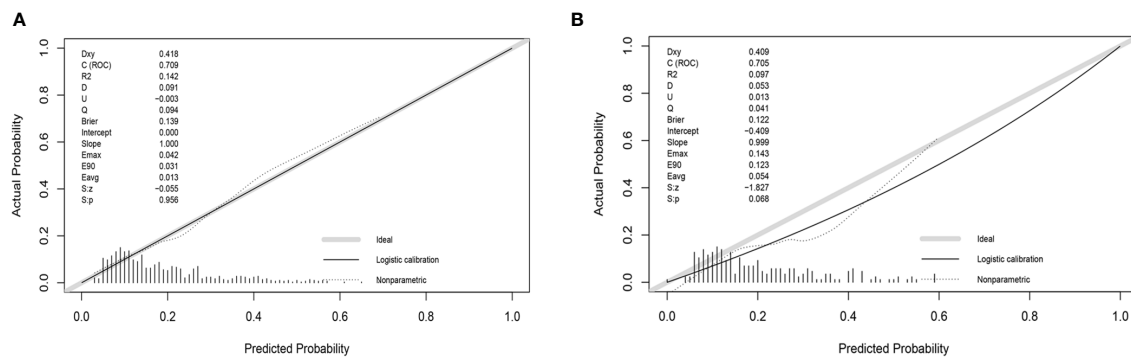 A
Dxy 0.418
C (ROC) 0.709
R2 0.142
D 0.091
U −0.003
Q 0.094
Brier 0.139
Intercept 0.000
Slope 1.000
Emax 0.042
E90 0.031
Eavg 0.013
S:z −0.055
S:p 0.956
Actual Probability
1.0
0.8
0.6
0.4
0.2
0.0
Ideal
Logistic calibration
Nonparametric
0.0 0.2 0.4 0.6 0.8 1.0
Predicted Probability
B
Dxy 0.409
C (ROC) 0.705
R2 0.097
D 0.053
U 0.013
Q 0.041
Brier 0.122
Intercept −0.409
Slope 0.999
Emax 0.143
E90 0.123
Eavg 0.054
S:z −1.827
S:p 0.068
Actual Probability
1.0
0.8
0.6
0.4
0.2
0.0
Ideal
Logistic calibration
Nonparametric
0.0 0.2 0.4 0.6 0.8 1.0
Predicted Probability